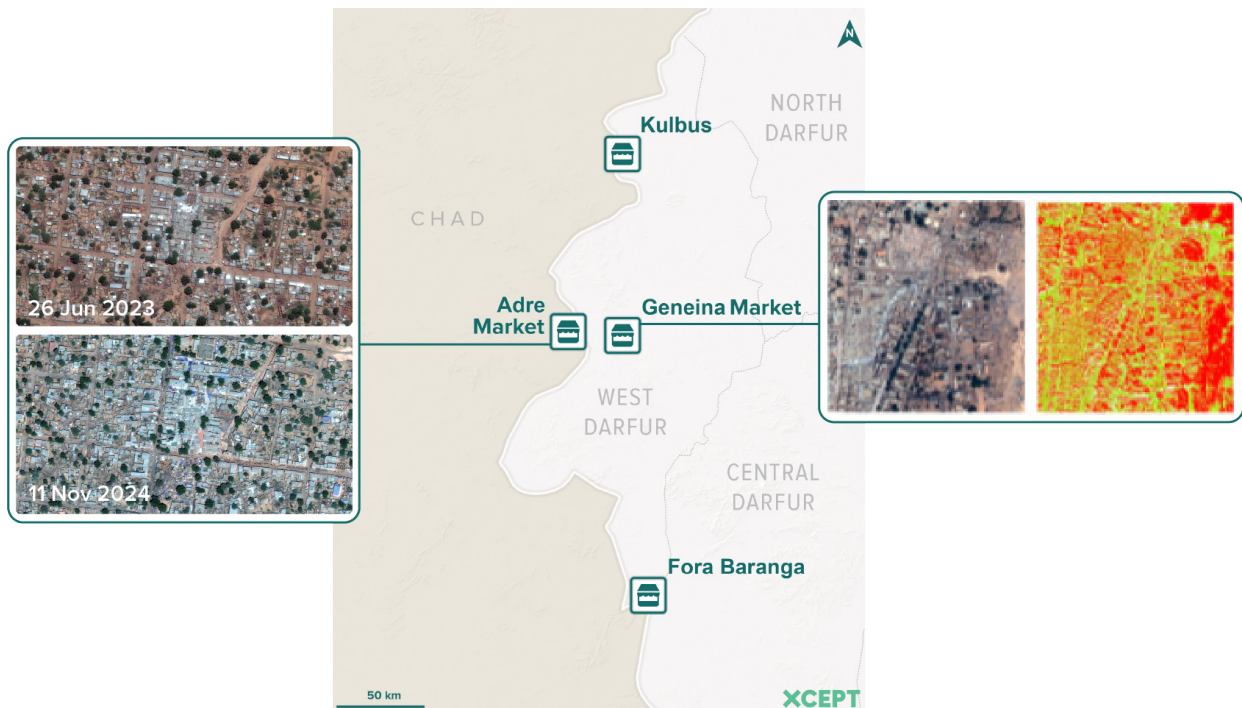 N
NORTH
DARFUR
Kulbus
CHAD
26 Jun 2023
Adre
Market
Geneina Market
11 Nov 2024
WEST
DARFUR
CENTRAL
DARFUR
Fora Baranga
50 km
XCEPT